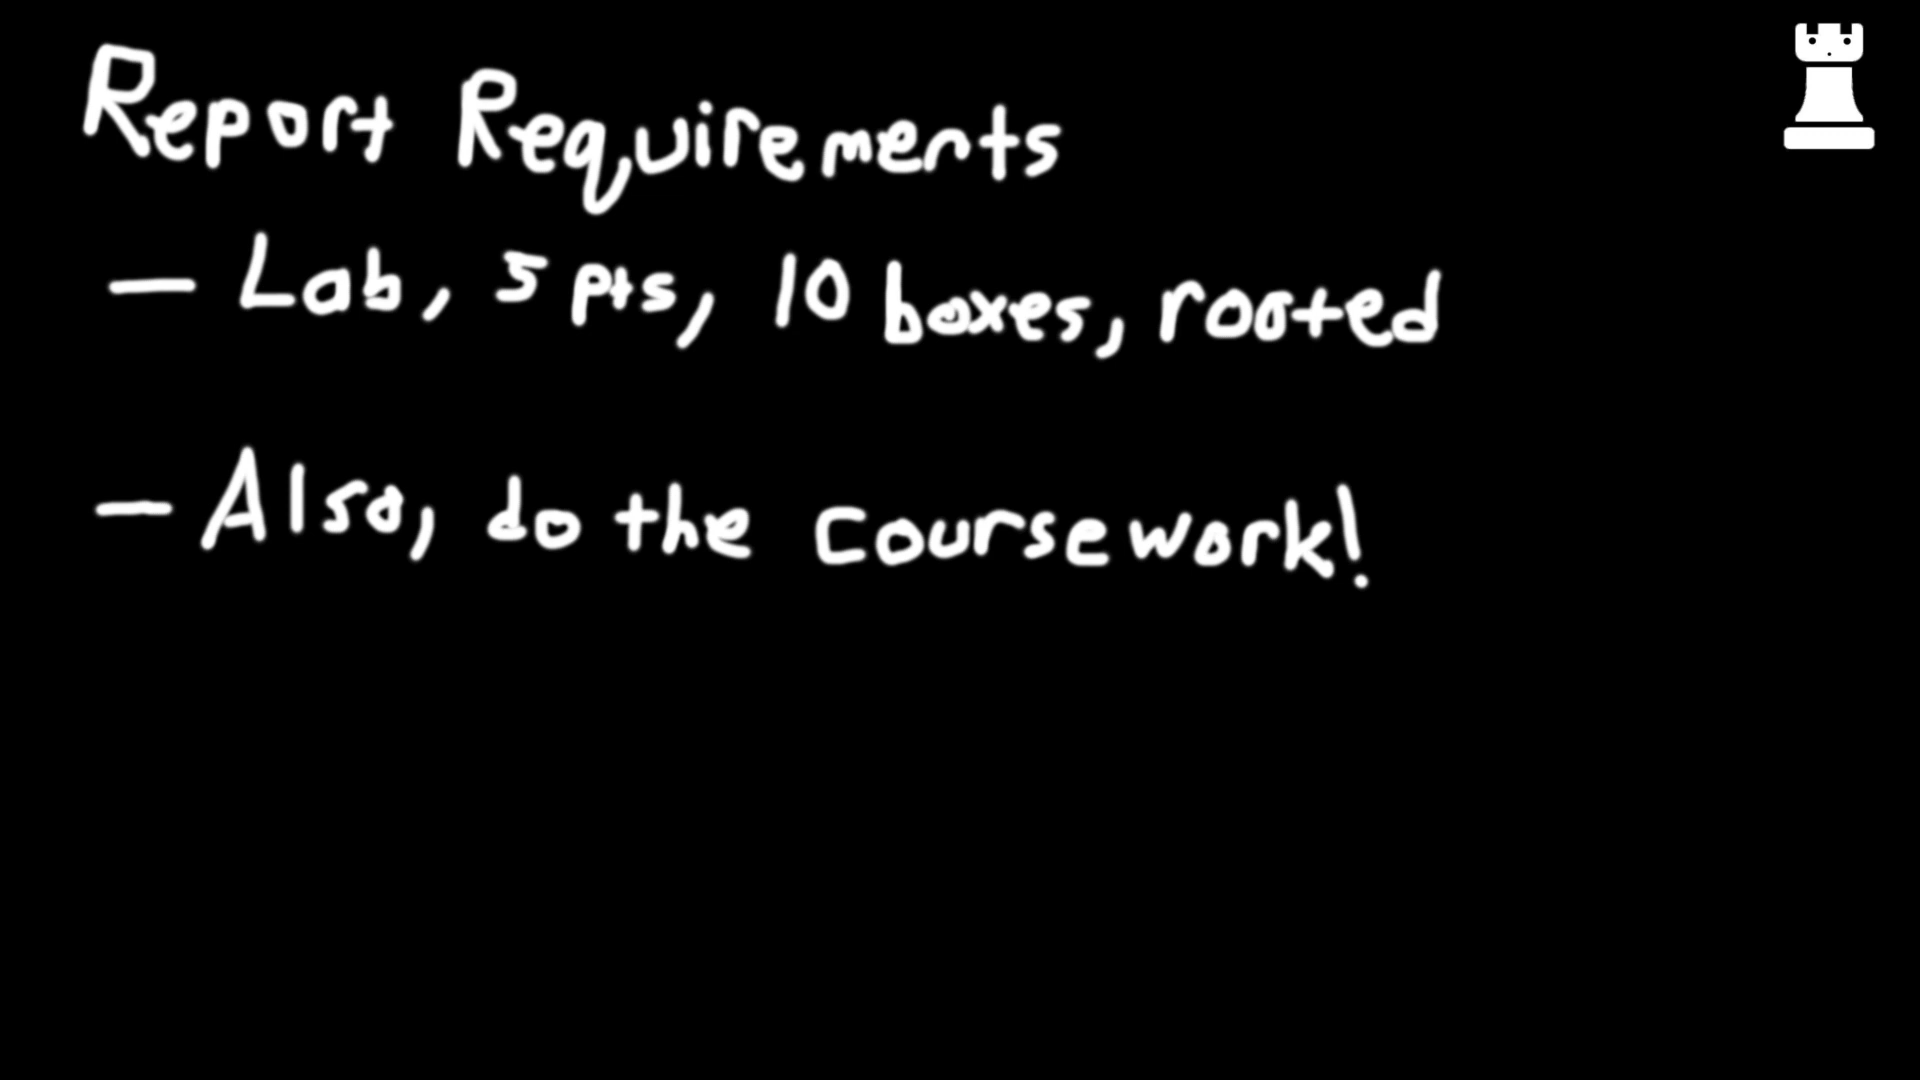 Report Requirements
- Lab, 5 pts, 10 boxes, rooted
- Also, do the coursework!